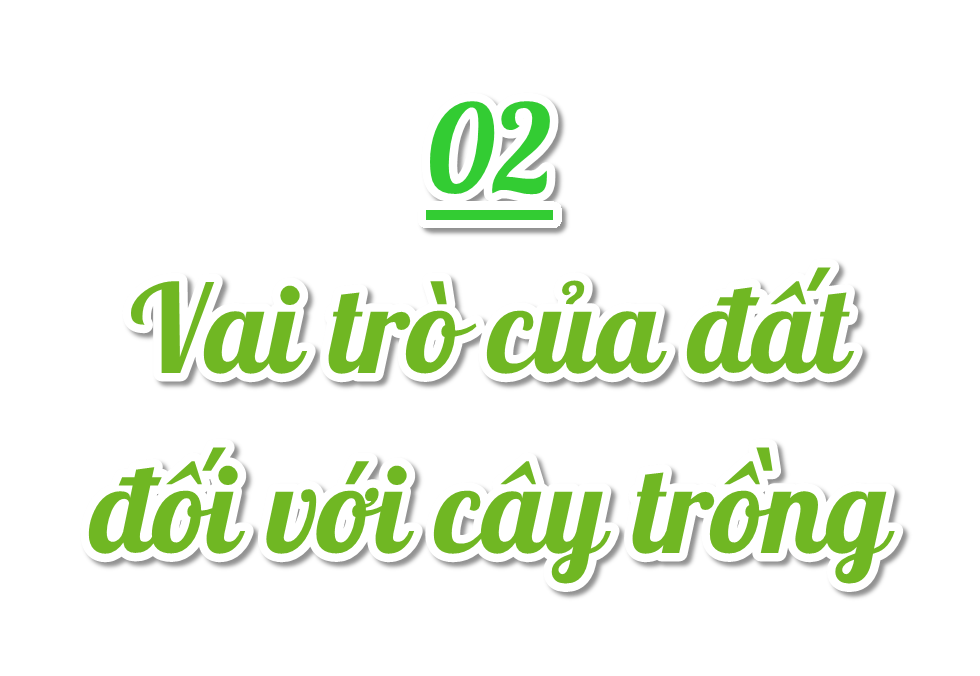 02
Vai trò của đất
đối với cây trồng